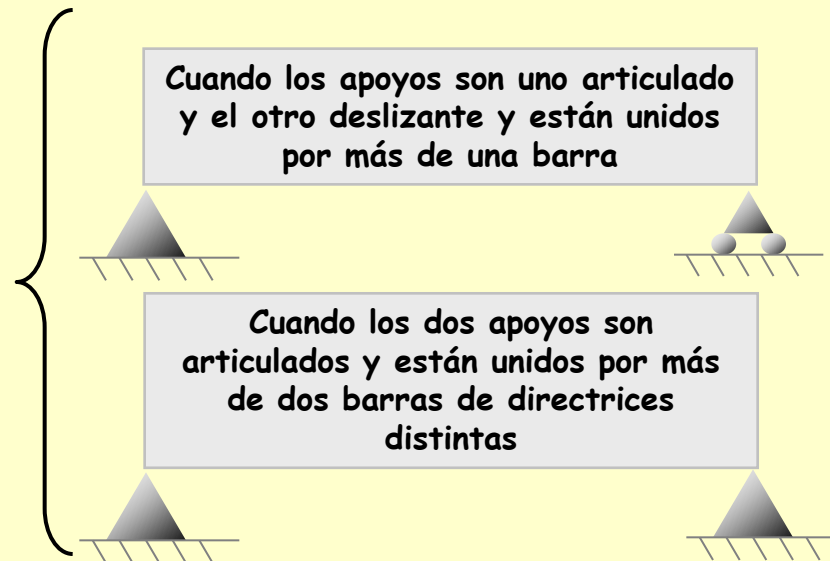 Cuando los apoyos son uno articulado
y el otro deslizante y están unidos
por más de una barra
Cuando los dos apoyos son
articulados y están unidos por más
de dos barras de directrices
distintas